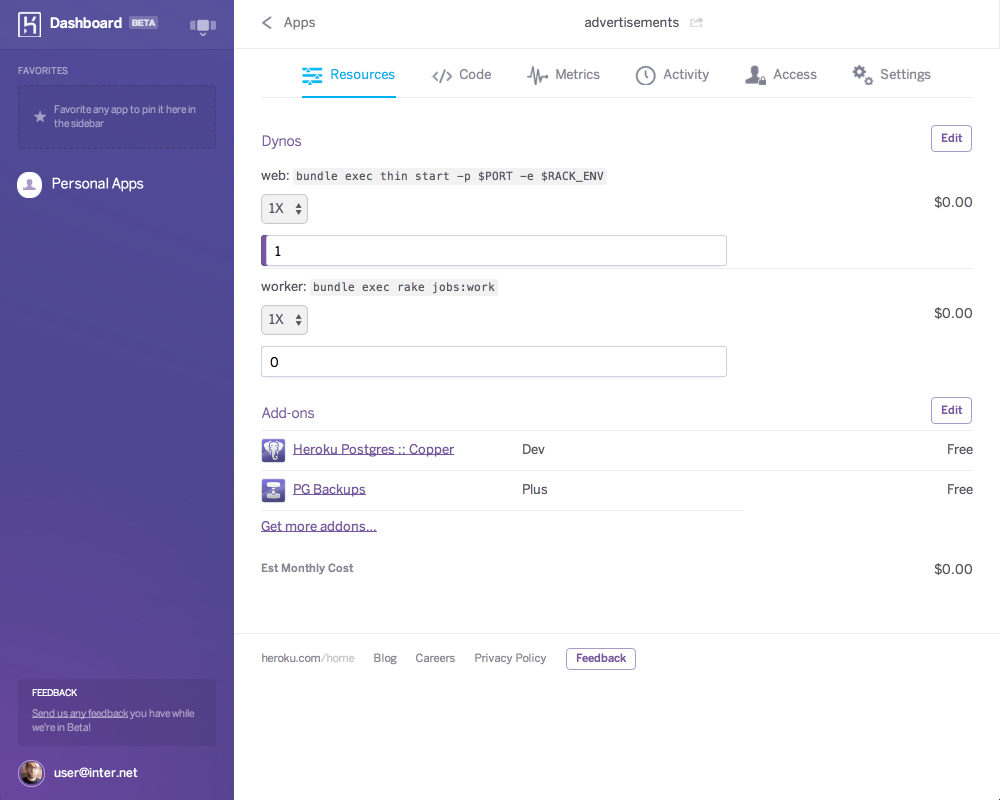 Dashboard BETA
FAVORITES
Favorite any app to pin it here in
the sidebar
Personal Apps
FEEDBACK
Send us any feedback you have while
we're in Beta!
user@inter.net
Apps
advertisements
Resources
Code
Metrics
Activity
Access
Settings
Dynos
Edit
web: bundle exec thin start -p $PORT -e $RACK_ENV
1X
$0.00
1
worker: bundle exec rake jobs:work
1X
$0.00
0
Add-ons
Edit
Heroku Postgres :: Copper Dev Free
PG Backups Plus Free
Get more addons...
Est Monthly Cost $0.00
heroku.com/home Blog Careers Privacy Policy Feedback